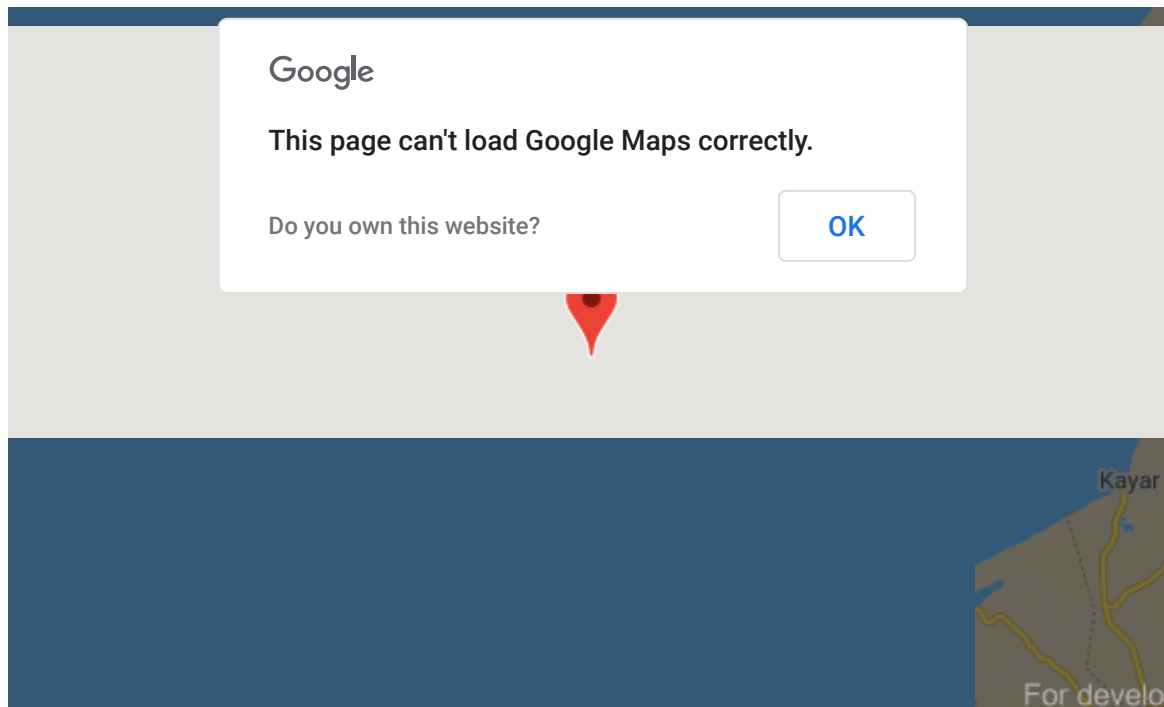 Google
This page can't load Google Maps correctly.
Do you own this website?
OK
Kayar
For develo